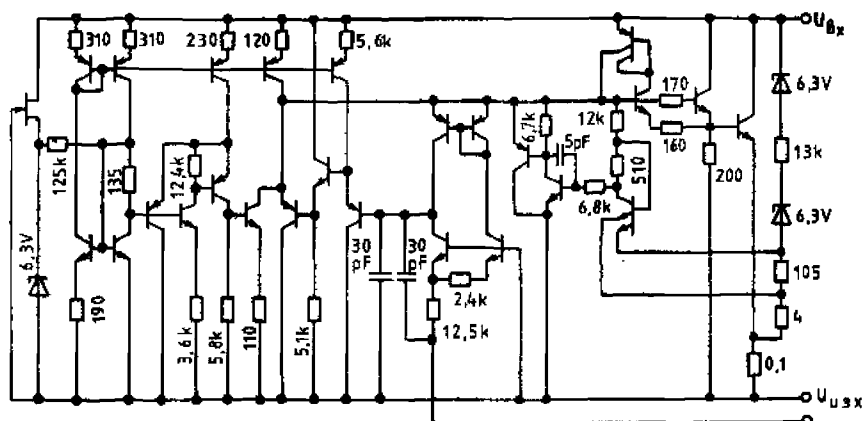 310
310
230
120
5,6k
Uвх
6,3V
170
12k
6,7k
5pF
160
13k
125k
135
12,4k
510
200
6,8k
6,3V
6,3V
30
pF
30
pF
105
190
2,4k
4
3,6k
5,8k
110
5,1k
12,5k
0,1
Uизх